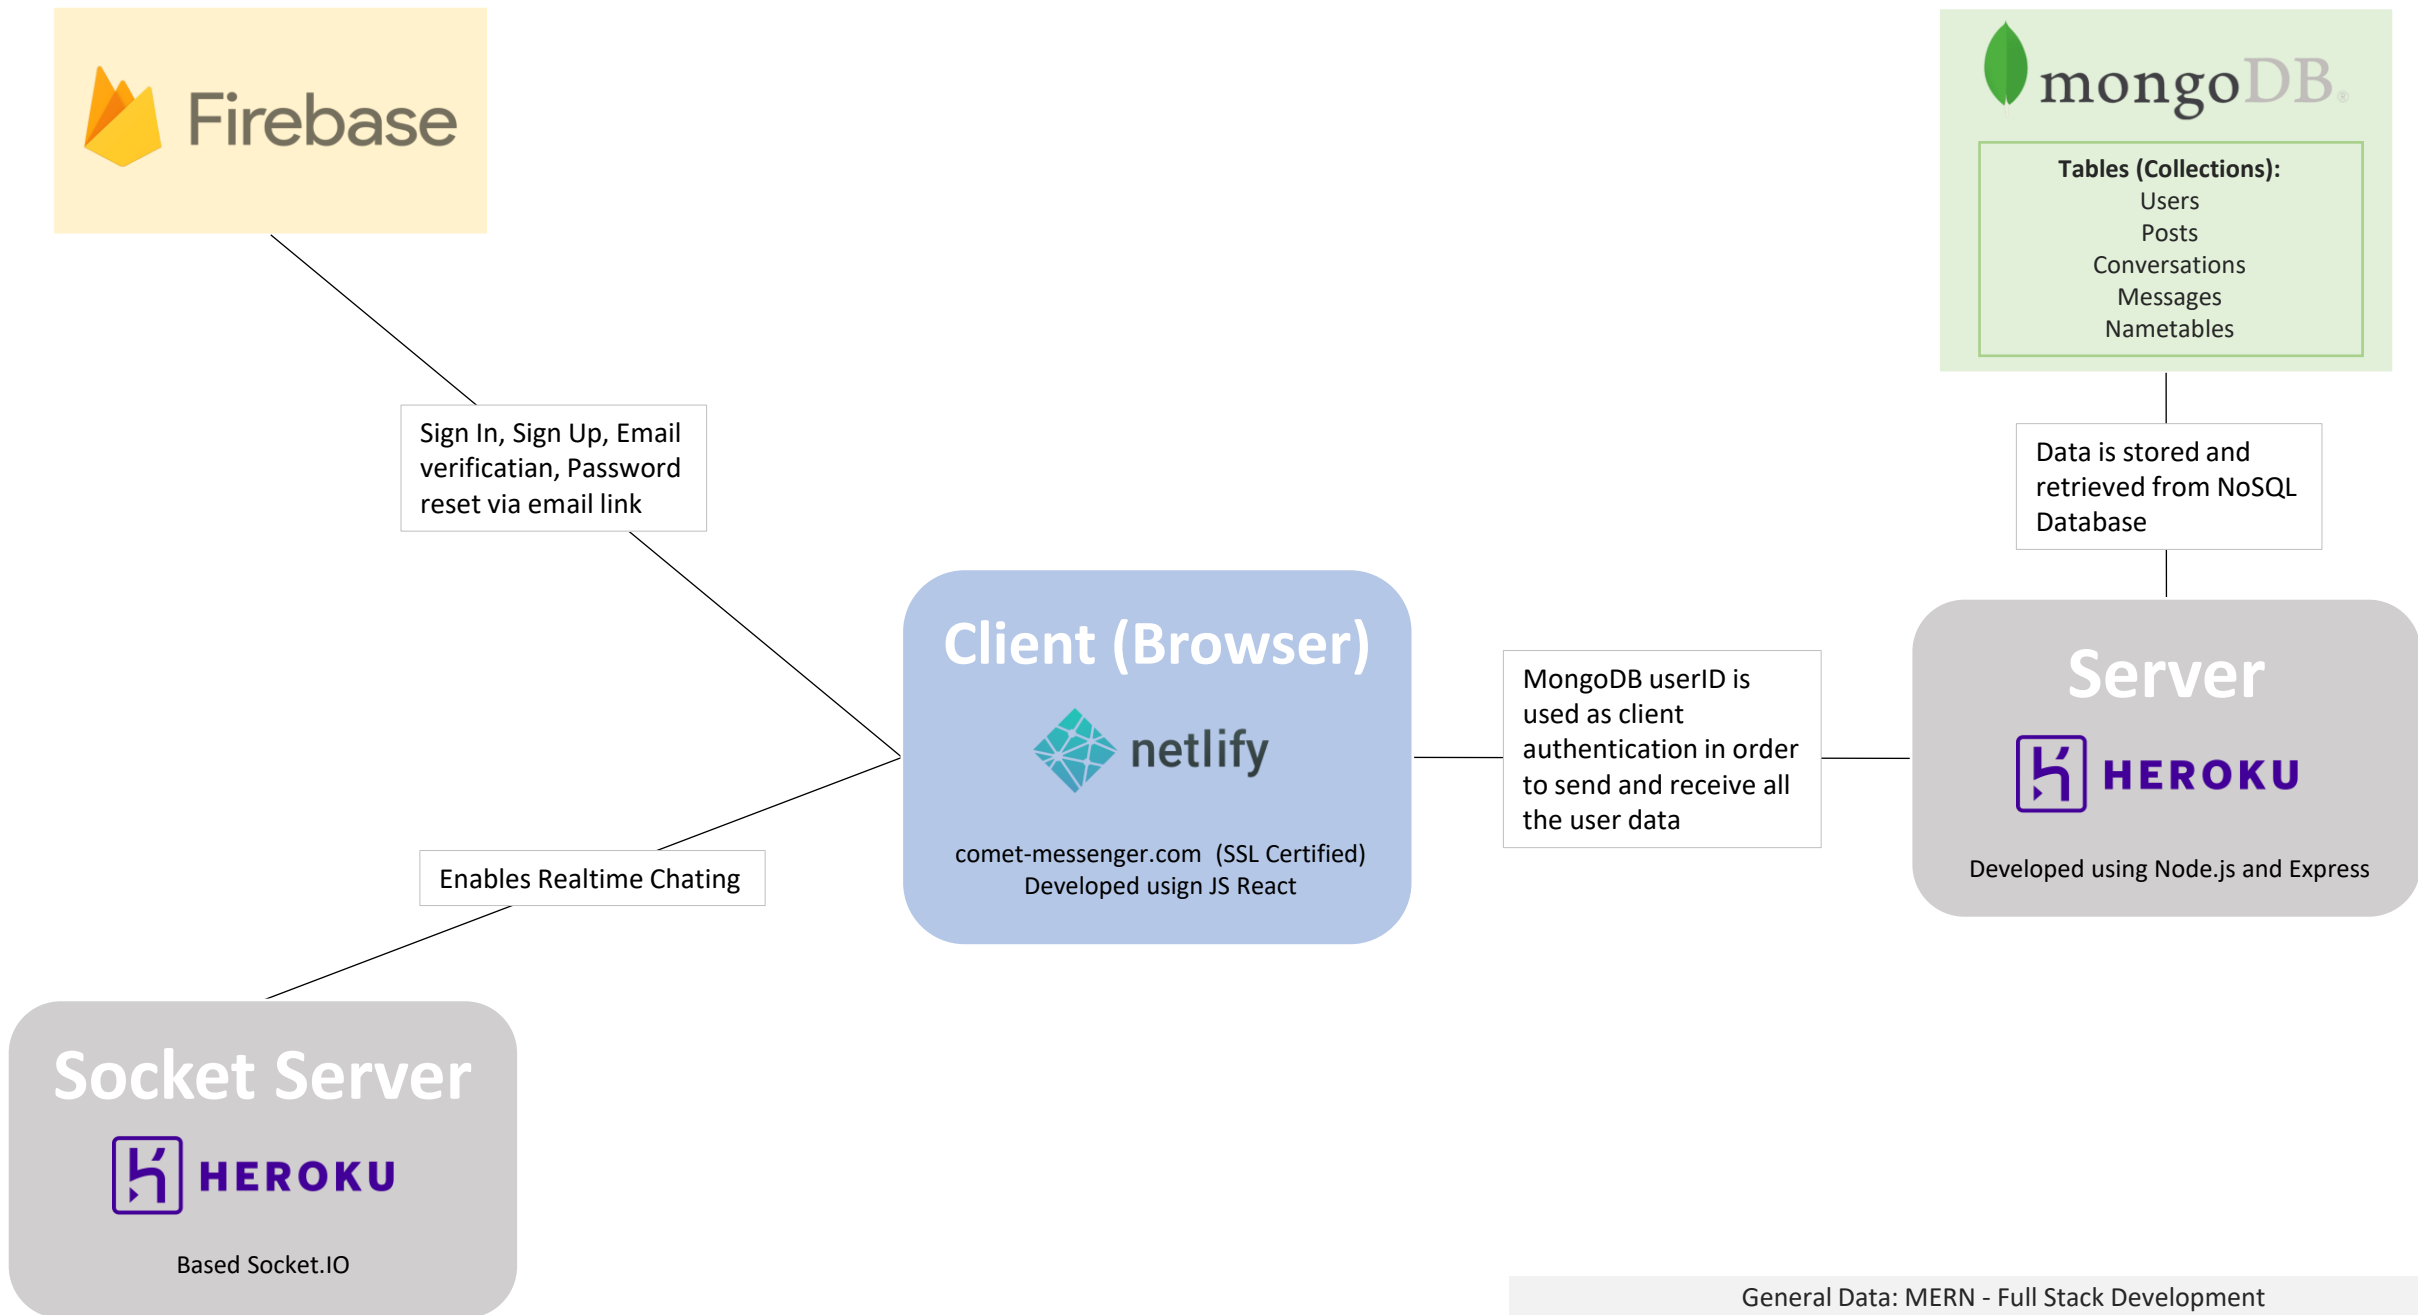 Firebase
mongoDB®
Tables (Collections):
Users
Posts
Conversations
Messages
Nametables
Sign In, Sign Up, Email
verificatian, Password
reset via email link
Data is stored and
retrieved from NoSQL
Database
Client (Browser)
netlify
comet-messenger.com (SSL Certified)
Developed usign JS React
MongoDB userID is
used as client
authentication in order
to send and receive all
the user data
Server
HEROKU
Developed using Node.js and Express
Enables Realtime Chating
Socket Server
HEROKU
Based Socket.IO
General Data: MERN - Full Stack Development